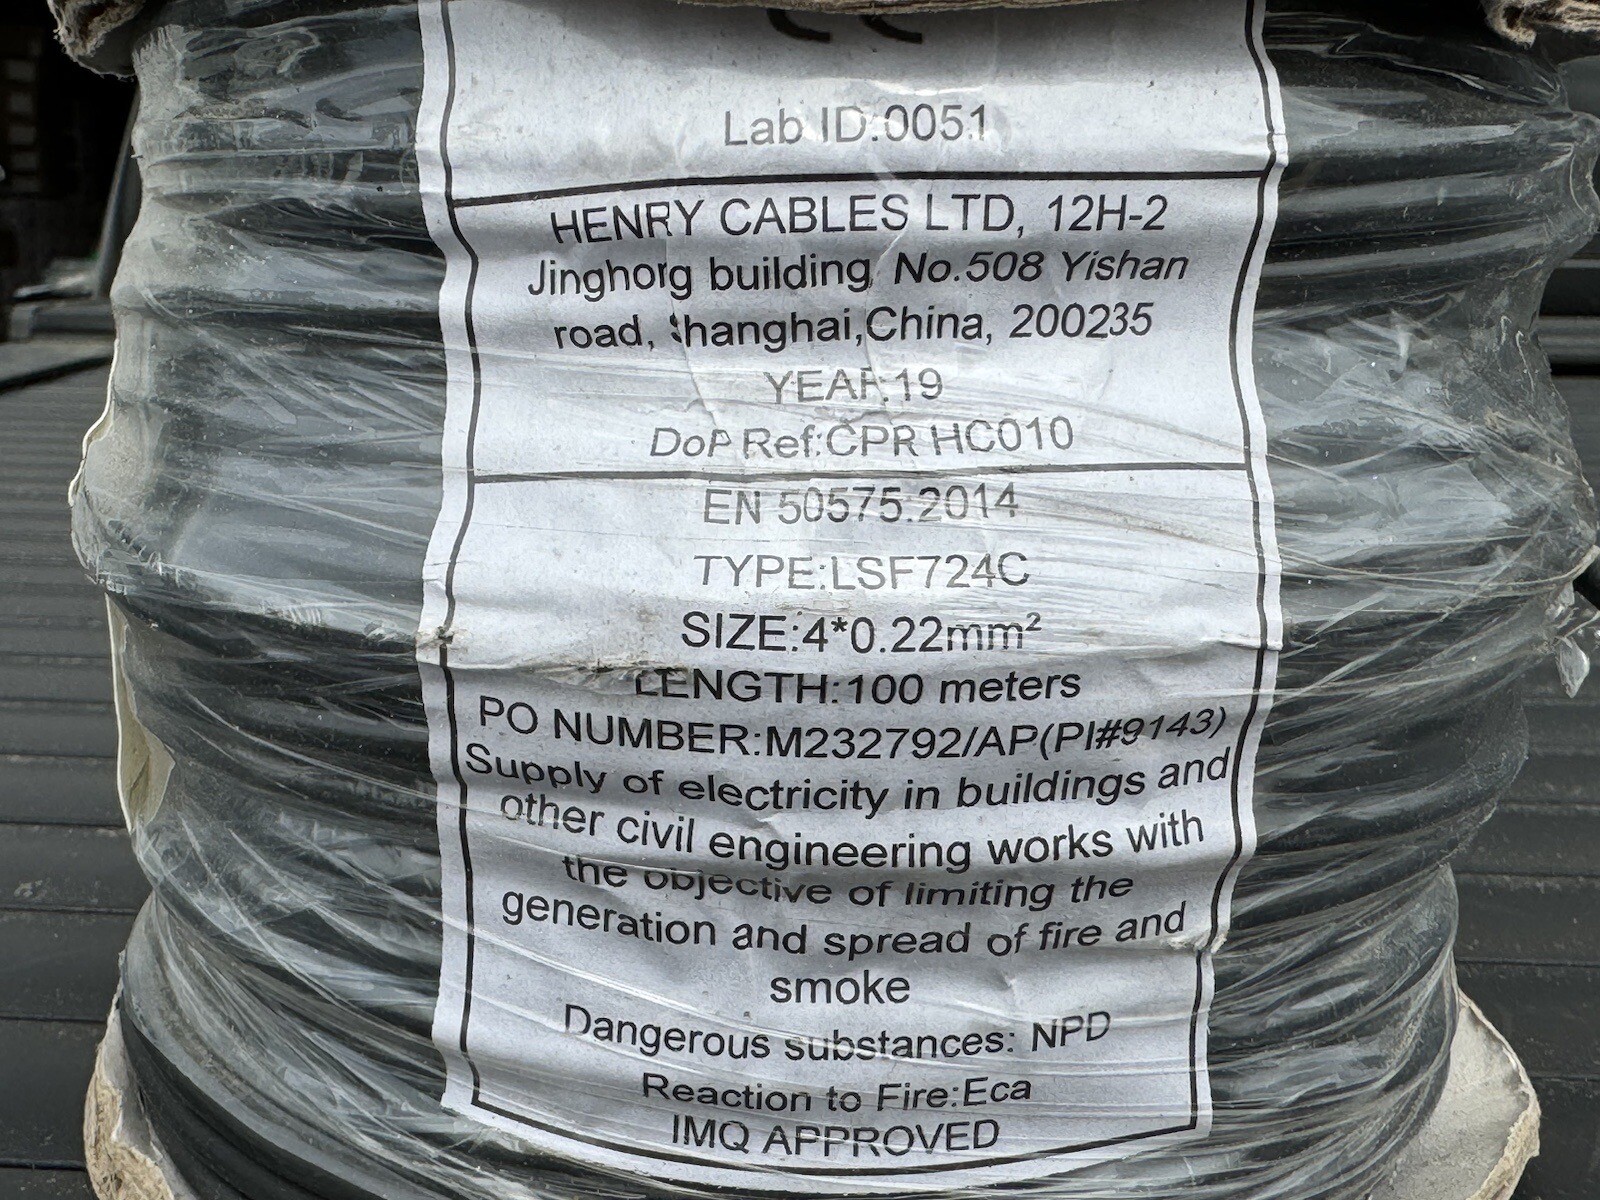 Lab ID:0051
HENRY CABLES LTD, 12H-2
Jinghorg building, No.508 Yishan
road, Shanghai,China, 200235
YEAR:19
DoP Ref:CPR HC010
EN 50575:2014
TYPE:LSF724C
SIZE:4*0.22mm²
LENGTH:100 meters
PO NUMBER:M232792/AP(PI#9143)
Supply of electricity in buildings and
other civil engineering works with
the objective of limiting the
generation and spread of fire and
smoke
Dangerous substances: NPD
Reaction to Fire:Eca
IMQ APPROVED